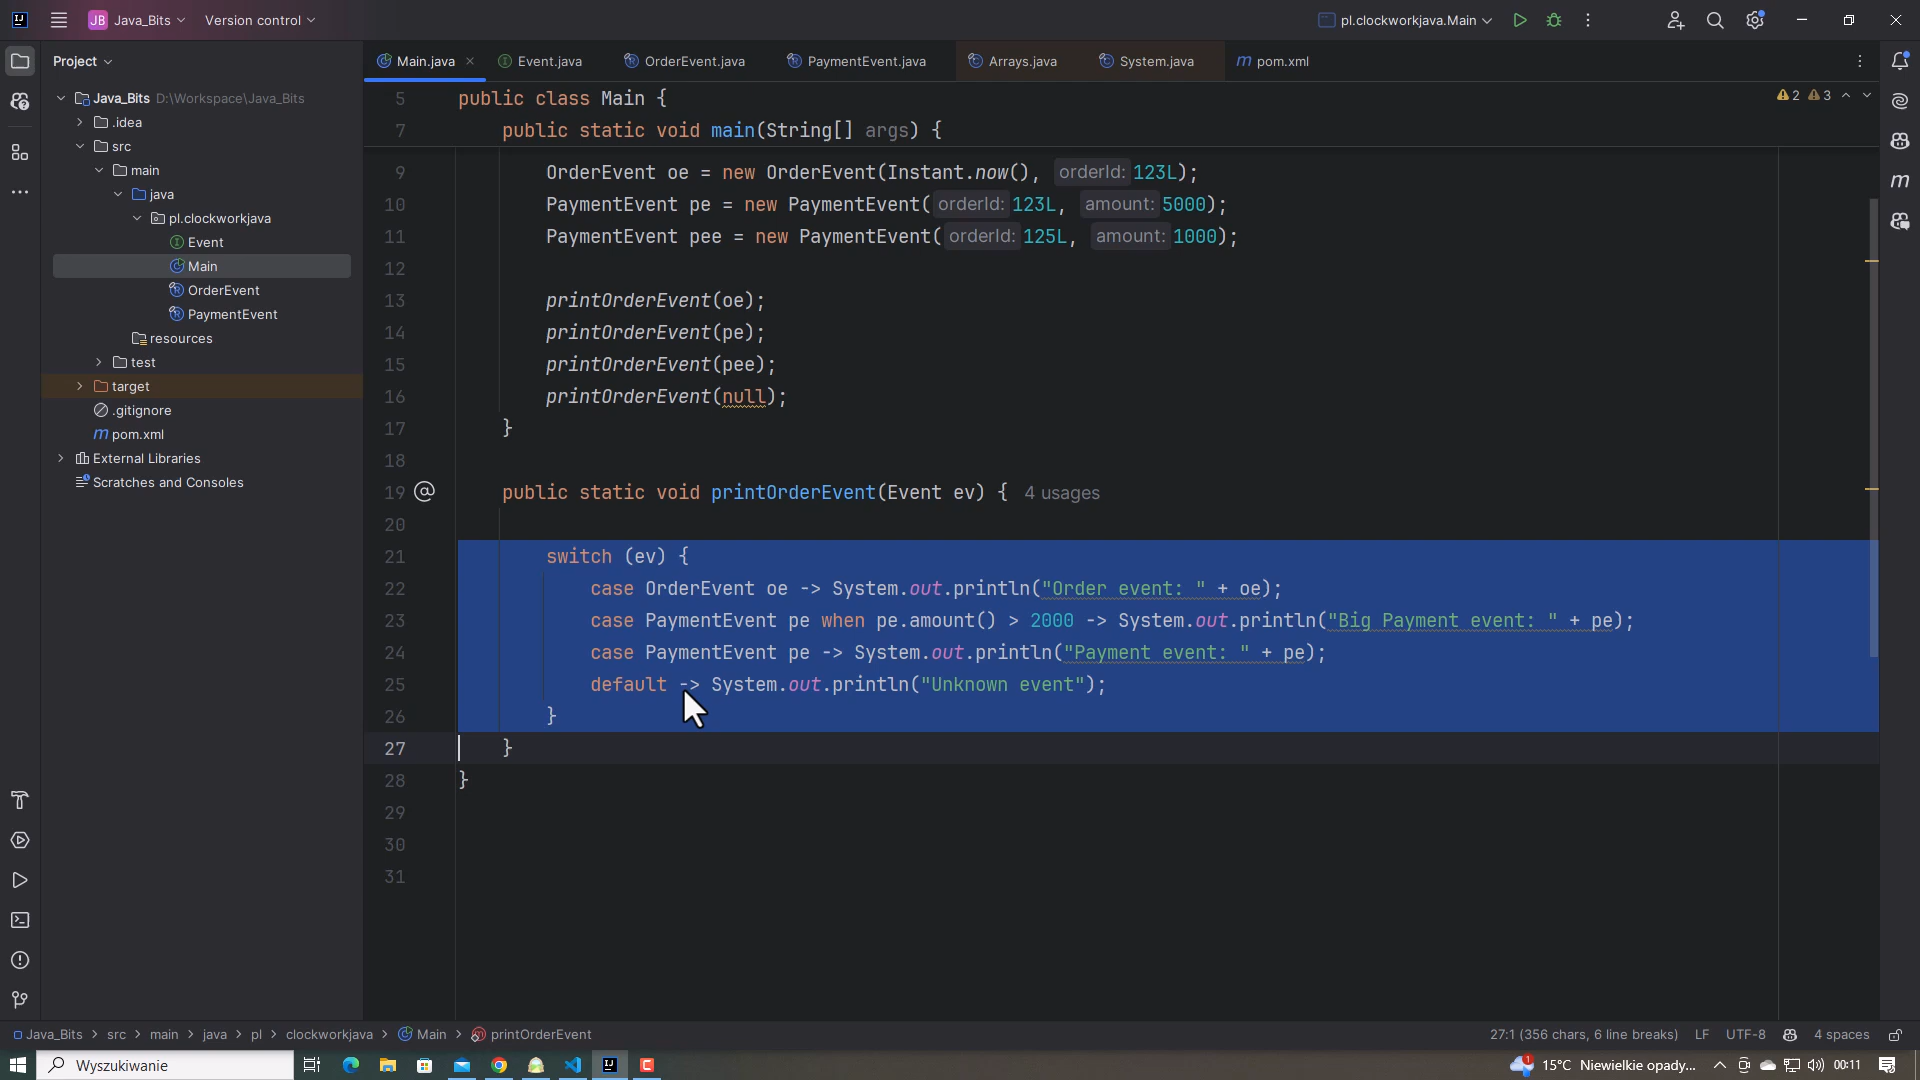 JB Java_Bits Version control pl.clockworkjava.Main
Project
Main.java Event.java OrderEvent.java PaymentEvent.java Arrays.java System.java m pom.xml
Java_Bits D:\Workspace\Java_Bits
.idea
src
main
java
pl.clockworkjava
Event
Main
OrderEvent
PaymentEvent
resources
test
target
.gitignore
m pom.xml
External Libraries
Scratches and Consoles
2 3
5 public class Main {
7 public static void main(String[] args) {
9 OrderEvent oe = new OrderEvent(Instant.now(), orderId: 123L);
10 PaymentEvent pe = new PaymentEvent( orderId: 123L, amount: 5000);
11 PaymentEvent pee = new PaymentEvent( orderId: 125L, amount: 1000);
12
13 printOrderEvent(oe);
14 printOrderEvent(pe);
15 printOrderEvent(pee);
16 printOrderEvent(null);
17 }
18
19 public static void printOrderEvent(Event ev) { 4 usages
20
21 switch (ev) {
22 case OrderEvent oe -> System.out.println("Order event: " + oe);
23 case PaymentEvent pe when pe.amount() > 2000 -> System.out.println("Big Payment event: " + pe);
24 case PaymentEvent pe -> System.out.println("Payment event: " + pe);
25 default -> System.out.println("Unknown event");
26 }
27 }
28 }
29
30
31
Java_Bits > src > main > java > pl > clockworkjava > Main > printOrderEvent 27:1 (356 chars, 6 line breaks) LF UTF-8 4 spaces
Wyszukiwanie 1 15°C Niewielkie opady... 00:11